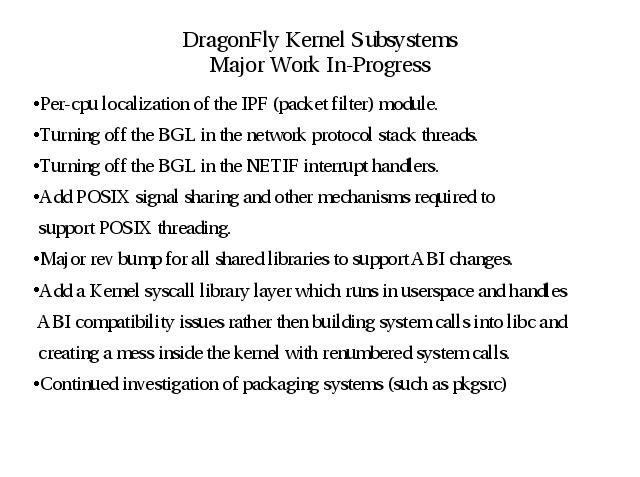 DragonFly Kernel Subsystems
Major Work In-Progress
•Per-cpu localization of the IPF (packet filter) module.
•Turning off the BGL in the network protocol stack threads.
•Turning off the BGL in the NETIF interrupt handlers.
•Add POSIX signal sharing and other mechanisms required to
support POSIX threading.
•Major rev bump for all shared libraries to support ABI changes.
•Add a Kernel syscall library layer which runs in userspace and handles
ABI compatibility issues rather then building system calls into libc and
creating a mess inside the kernel with renumbered system calls.
•Continued investigation of packaging systems (such as pkgsrc)